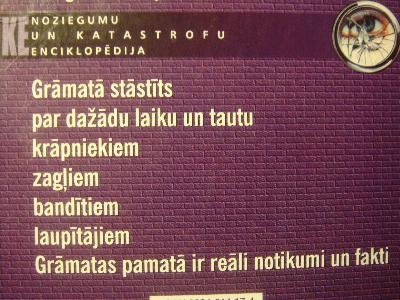 KE
NOZIEGUMU
UN KATASTROFU
ENCIKLOPĒDIJA
Grāmatā stāstīts
par dažādu laiku un tautu
krāpniekiem
zagļiem
bandītiem
laupītājiem
Grāmatas pamatā ir reāli notikumi un fakti